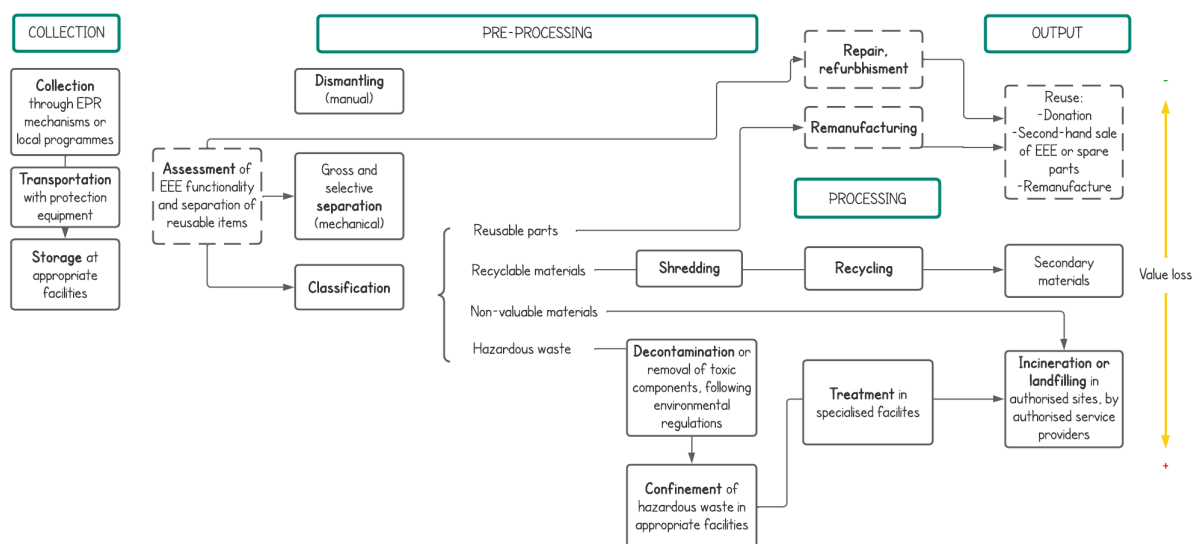 COLLECTION
PRE-PROCESSING
OUTPUT
Collection
through EPR
mechanisms or
local programmes
Transportation
with protection
equipment
Storage at
appropriate
facilities
Assessment of
EEE functionality
and separation of
reusable items
Dismantling
(manual)
Gross and
selective
separation
(mechanical)
Classification
Reusable parts
Recyclable materials
Non-valuable materials
Hazardous waste
Shredding
Decontamination or
removal of toxic
components, following
environmental
regulations
Confinement of
hazardous waste in
appropriate facilities
Repair,
refurbhisment
Remanufacturing
PROCESSING
Recycling
Treatment in
specialised facilites
Reuse:
-Donation
-Second-hand sale
of EEE or spare
parts
-Remanufacture
Secondary
materials
Incineration or
landfilling in
authorised sites, by
authorised service
providers
-
Value loss
+